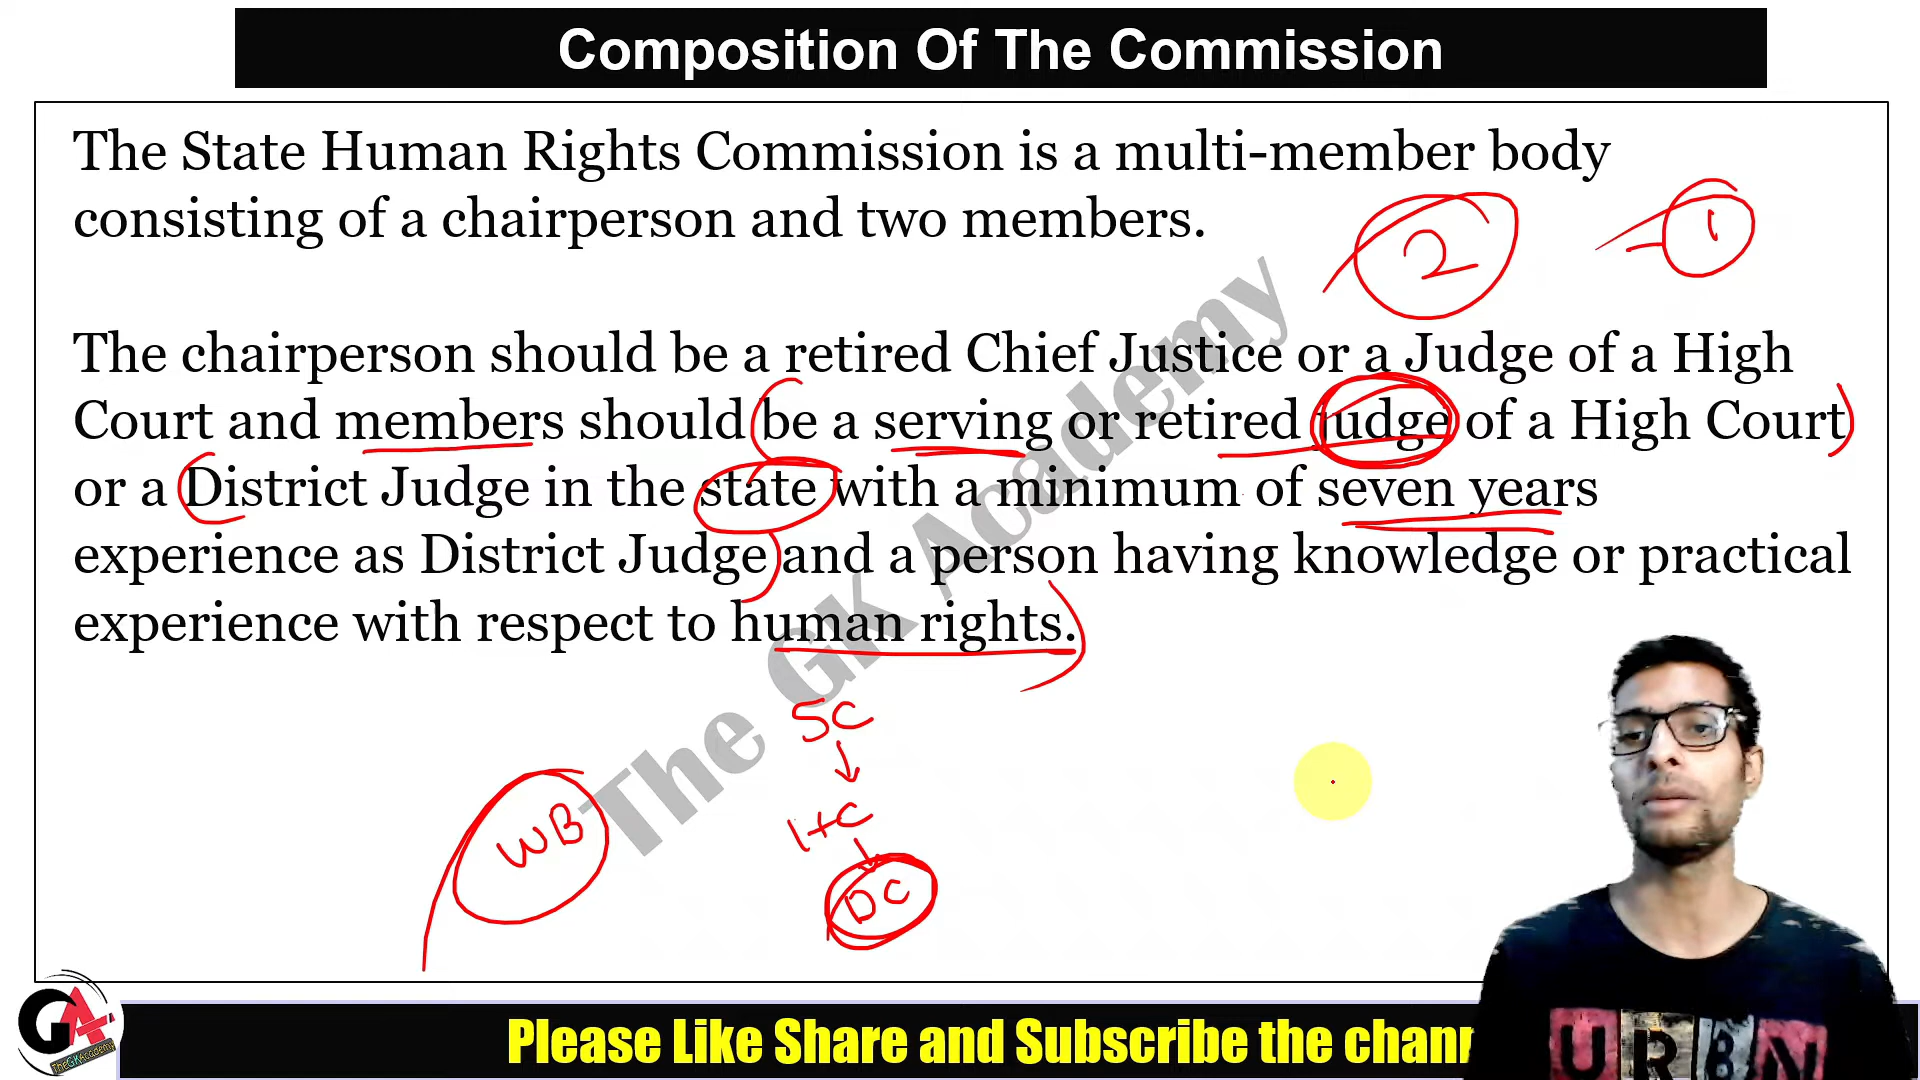 Composition Of The Commission
The State Human Rights Commission is a multi-member body
consisting of a chairperson and two members.
2
1
The chairperson should be a retired Chief Justice or a Judge of a High
Court and members should be a serving or retired judge of a High Court
or a District Judge in the state with a minimum of seven years
experience as District Judge and a person having knowledge or practical
experience with respect to human rights.
The GK Academy
SC
HC
DC
WB
GA
TheGKAcademy
Please Like Share and Subscribe the chann
URBN